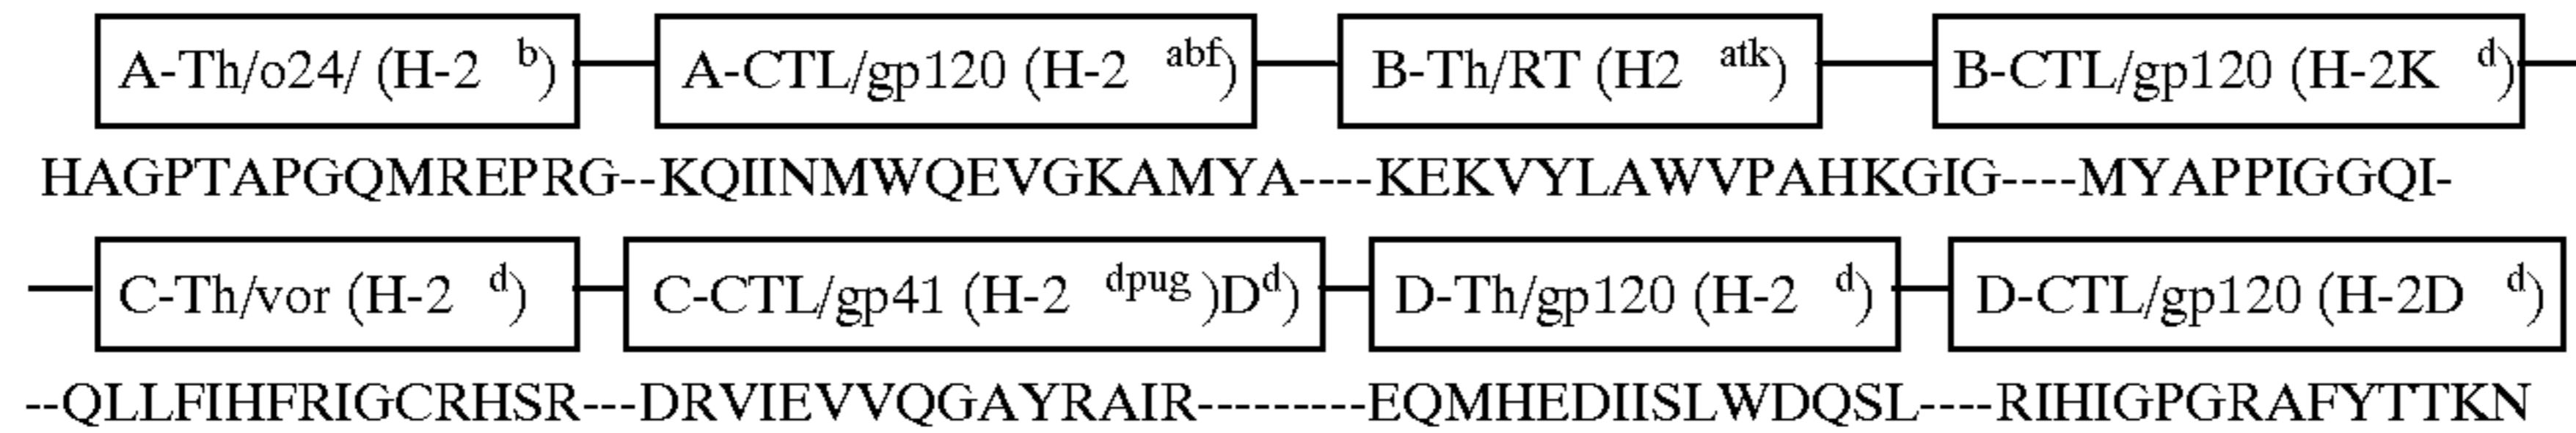 A-Th/o24/ (H-2 b) A-CTL/gp120 (H-2 abf) B-Th/RT (H2 atk) B-CTL/gp120 (H-2K d)
HAGPTAPGQMREPRG--KQIINMWQEVGKAMYA----KEKVYLAWVPAHKGIG----MYAPPIGGQI-
C-Th/vor (H-2 d) C-CTL/gp41 (H-2 dpug )Dd) D-Th/gp120 (H-2 d) D-CTL/gp120 (H-2D d)
--QLLFIHFRIGCRHSR---DRVIEVVQGAYRAIR---------EQMHEDIISLWDQSL----RIHIGPGRAFYTTKN